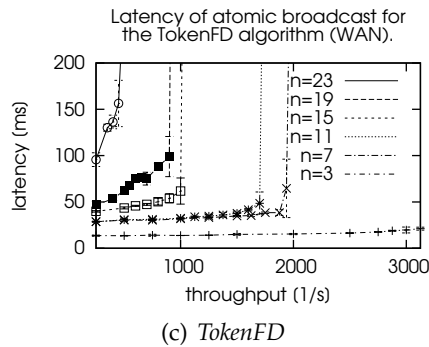 Latency of atomic broadcast for
the TokenFD algorithm (WAN).
200
150
100
50
0
latency (ms)
n=23
n=19
n=15
n=11
n=7
n=3
1000
2000
3000
throughput (1/s)
(c) TokenFD